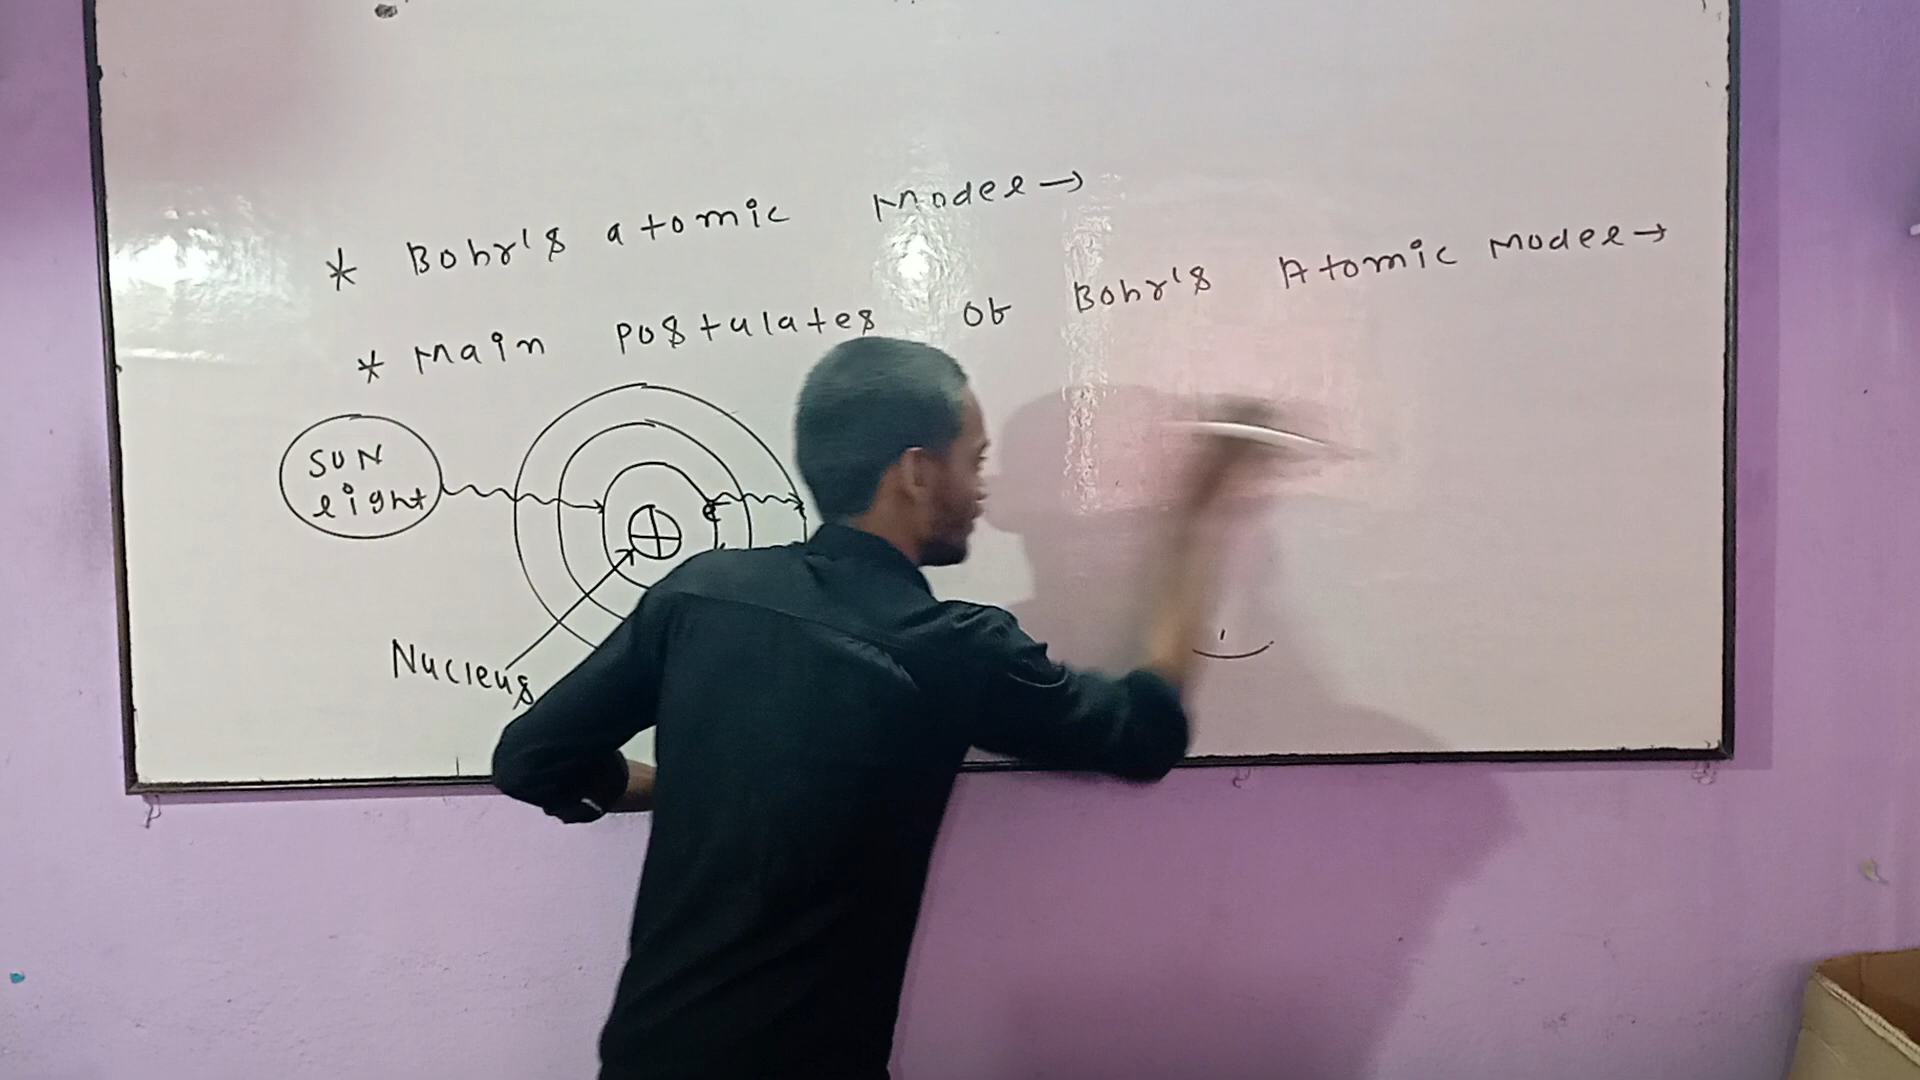 * Bohr's atomic Model →
* Main Postulates of Bohr's Atomic Model →
SUN
light
e
Nucleus